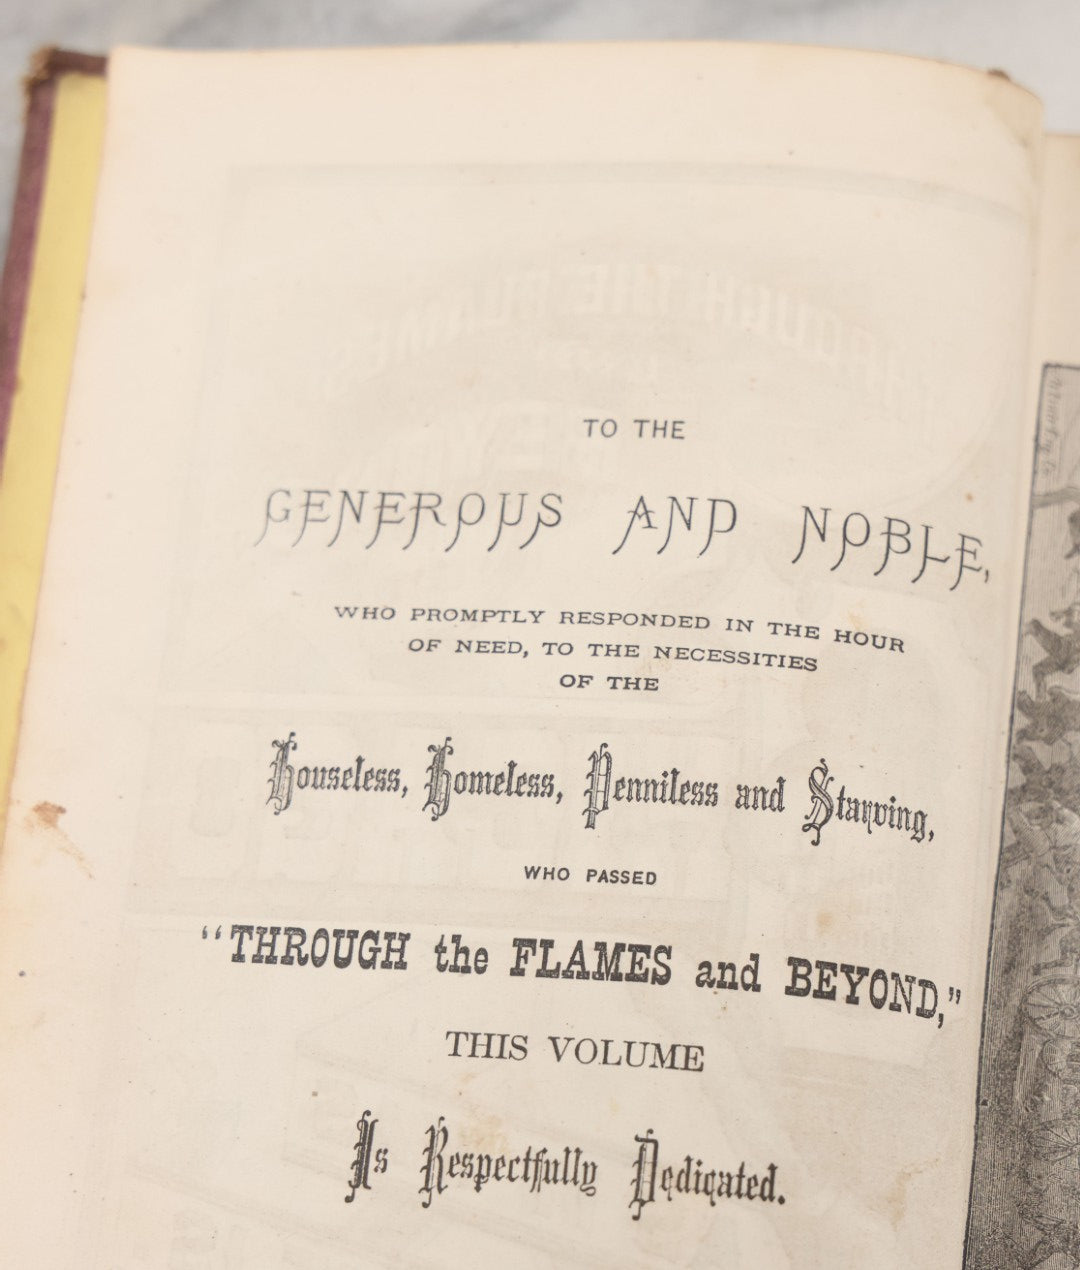 TO THE
GENEROUS AND NOBLE,
WHO PROMPTLY RESPONDED IN THE HOUR
OF NEED, TO THE NECESSITIES
OF THE
Houseless, Homeless, Penniless and Starving,
WHO PASSED
“THROUGH the FLAMES and BEYOND,”
THIS VOLUME
Is Respectfully Dedicated.